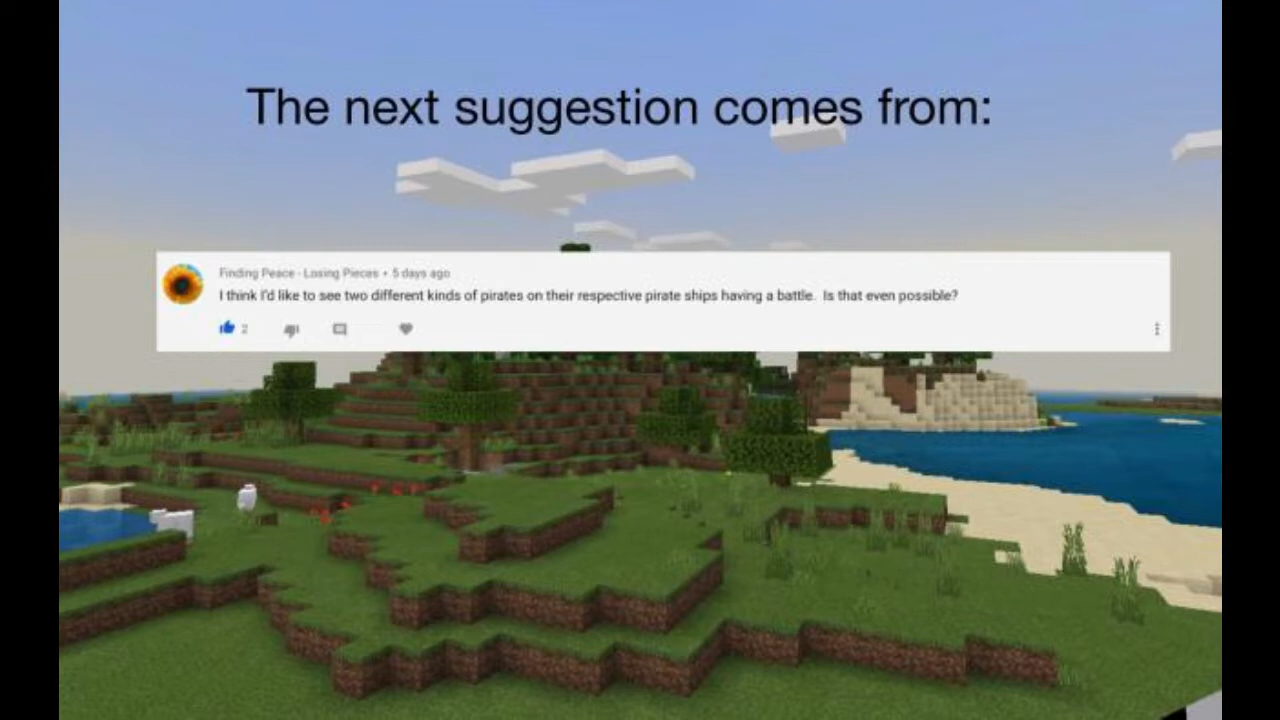 The next suggestion comes from:
Finding Peace - Losing Pieces • 5 days ago
I think I'd like to see two different kinds of pirates on their respective pirate ships having a battle.  Is that even possible?
2